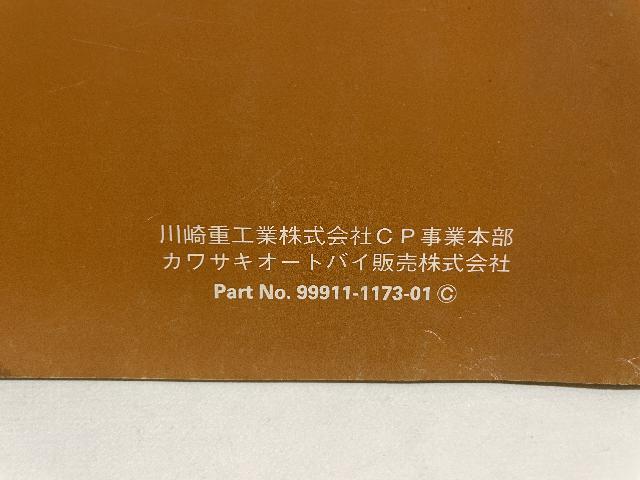 川崎重工業株式会社ＣＰ事業本部
カワサキオートバイ販売株式会社
Part No. 99911-1173-01 ©